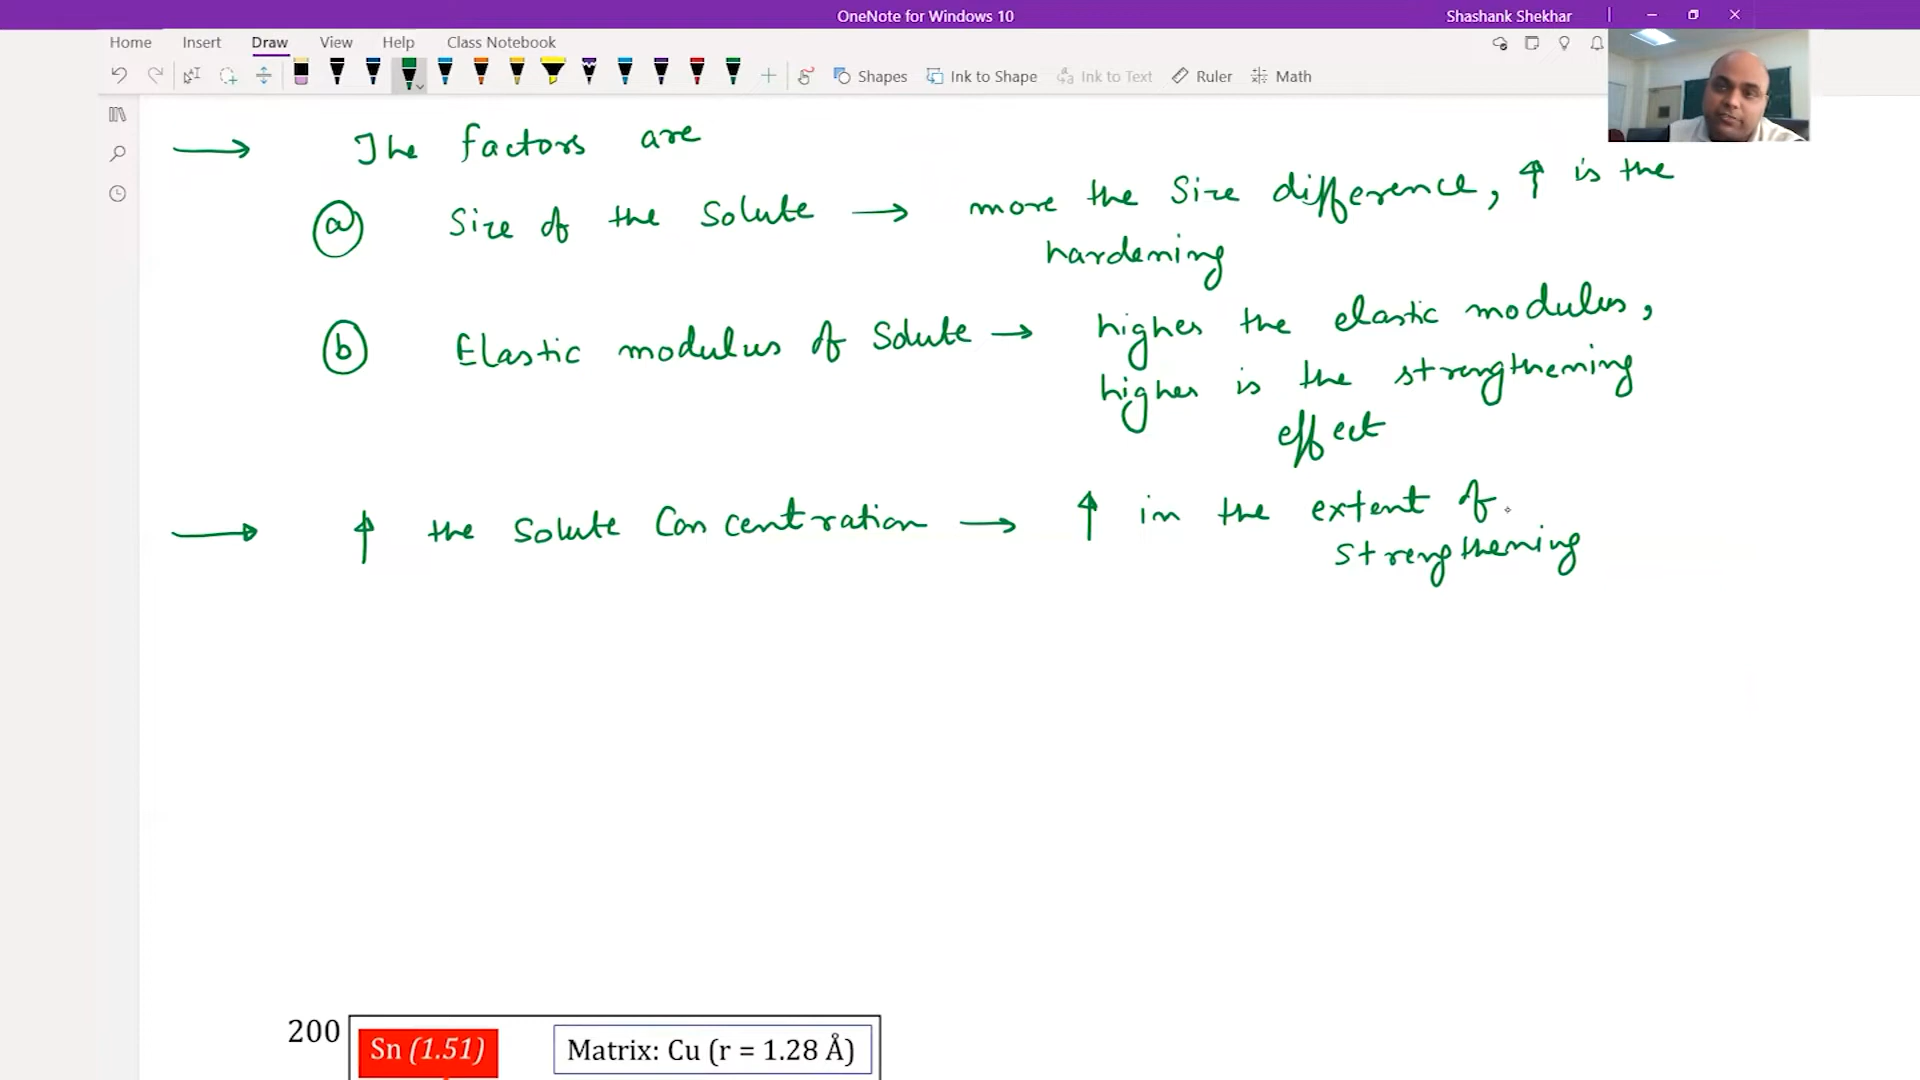 OneNote for Windows 10
Shashank Shekhar
Home Insert Draw View Help Class Notebook
Shapes Ink to Shape Ink to Text Ruler Math
→ The factors are
(a) Size of the Solute → more the Size difference, ↑ is the
hardening
(b) Elastic modulus of Solute → higher the elastic modulus,
higher is the strengthening
effect
→ ↑ the Solute Concentration → ↑ in the extent of
strengthening
200
Sn (1.51)
Matrix: Cu (r = 1.28 Å)